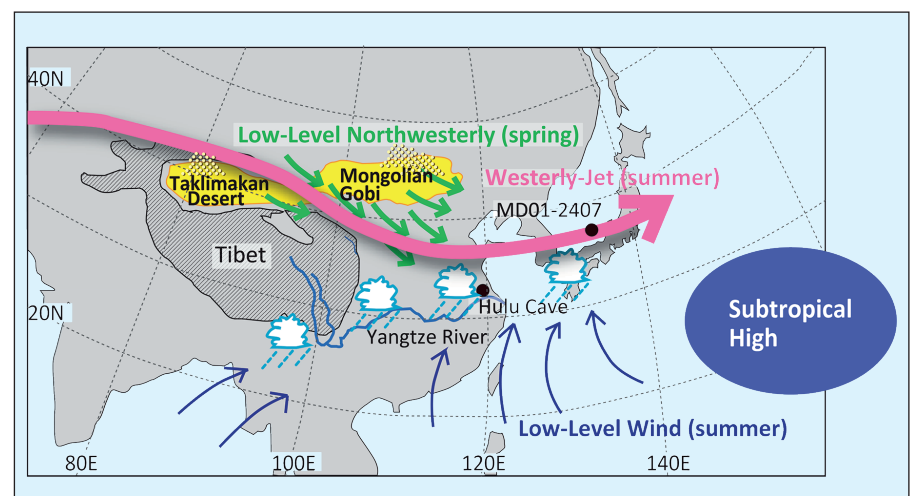 40N
Low-Level Northwesterly (spring)
Taklimakan
Desert
Mongolian
Gobi
Westerly-Jet (summer)
MD01-2407
Tibet
20N
Hulu Cave
Yangtze River
Subtropical
High
Low-Level Wind (summer)
80E
100E
120E
140E